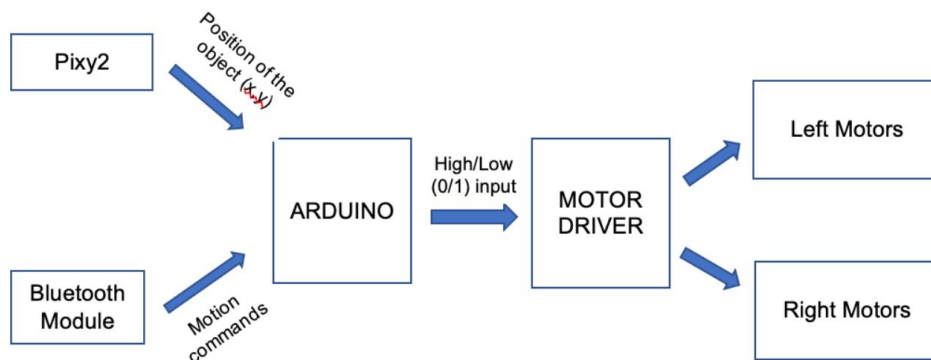 Pixy2
Position of the
object (x,y)
Bluetooth
Module
Motion
commands
ARDUINO
High/Low
(0/1) input
MOTOR
DRIVER
Left Motors
Right Motors